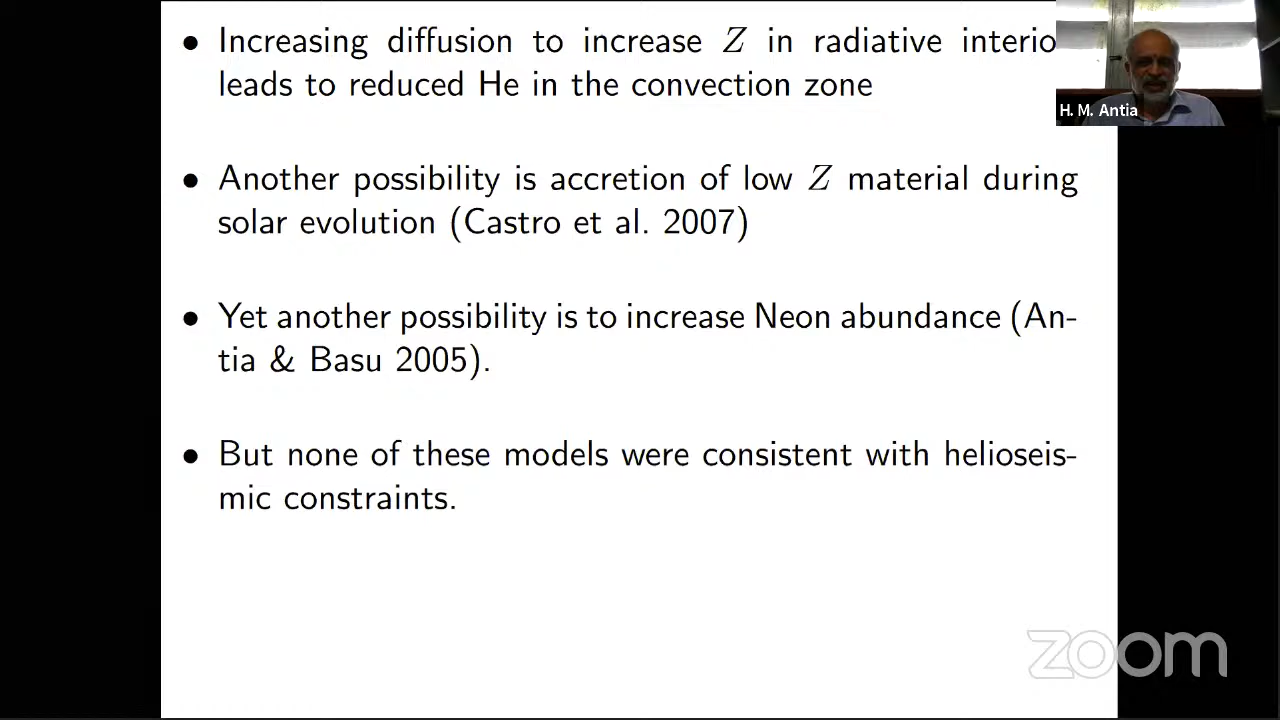 • Increasing diffusion to increase Z in radiative interio
leads to reduced He in the convection zone
H. M. Antia
• Another possibility is accretion of low Z material during
solar evolution (Castro et al. 2007)
• Yet another possibility is to increase Neon abundance (An-
tia & Basu 2005).
• But none of these models were consistent with helioseis-
mic constraints.
zoom